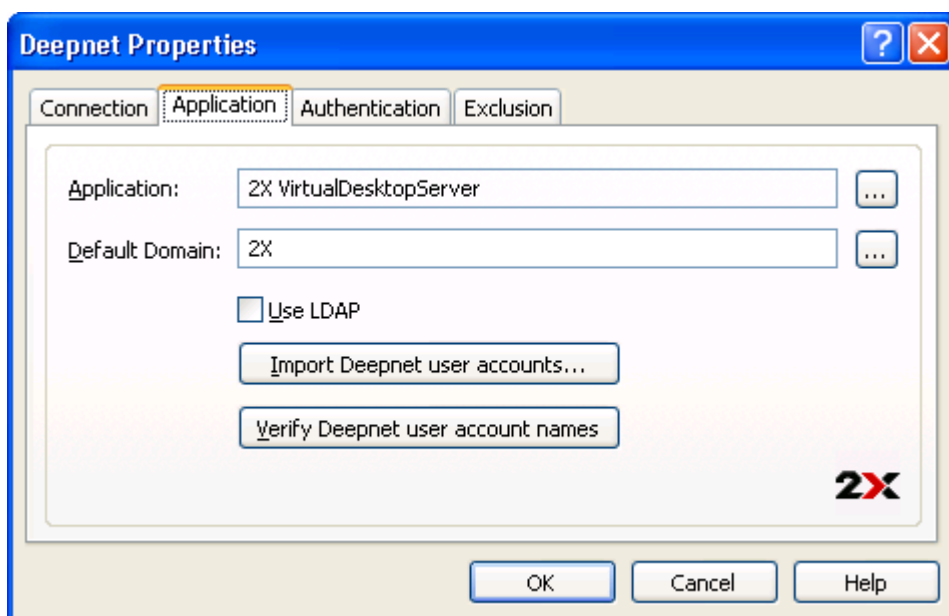 Deepnet Properties
Connection Application Authentication Exclusion
Application: 2X VirtualDesktopServer ...
Default Domain: 2X ...
Use LDAP
Import Deepnet user accounts...
Verify Deepnet user account names
2X
OK Cancel Help